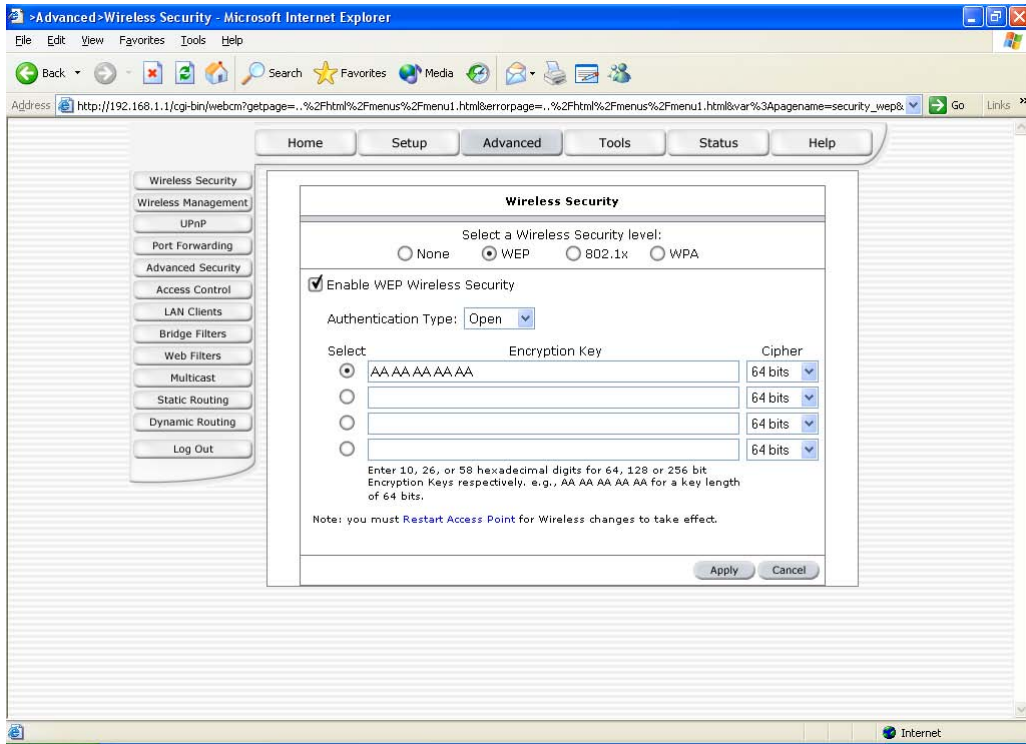 >Advanced>Wireless Security - Microsoft Internet Explorer
File Edit View Favorites Tools Help
Back Search Favorites Media
Address http://192.168.1.1/cgi-bin/webcm?getpage=..%2Fhtml%2Fmenus%2Fmenu1.html&errorpage=..%2Fhtml%2Fmenus%2Fmenu1.html&var%3Apagename=security_wep& Go Links »
Home Setup Advanced Tools Status Help
Wireless Security
Wireless Management
UPnP
Port Forwarding
Advanced Security
Access Control
LAN Clients
Bridge Filters
Web Filters
Multicast
Static Routing
Dynamic Routing
Log Out
Wireless Security
Select a Wireless Security level:
None WEP 802.1x WPA
Enable WEP Wireless Security
Authentication Type: Open
Select Encryption Key Cipher
AA AA AA AA AA 64 bits
64 bits
64 bits
64 bits
Enter 10, 26, or 58 hexadecimal digits for 64, 128 or 256 bit
Encryption Keys respectively. e.g., AA AA AA AA AA for a key length
of 64 bits.
Note: you must Restart Access Point for Wireless changes to take effect.
Apply Cancel
Internet